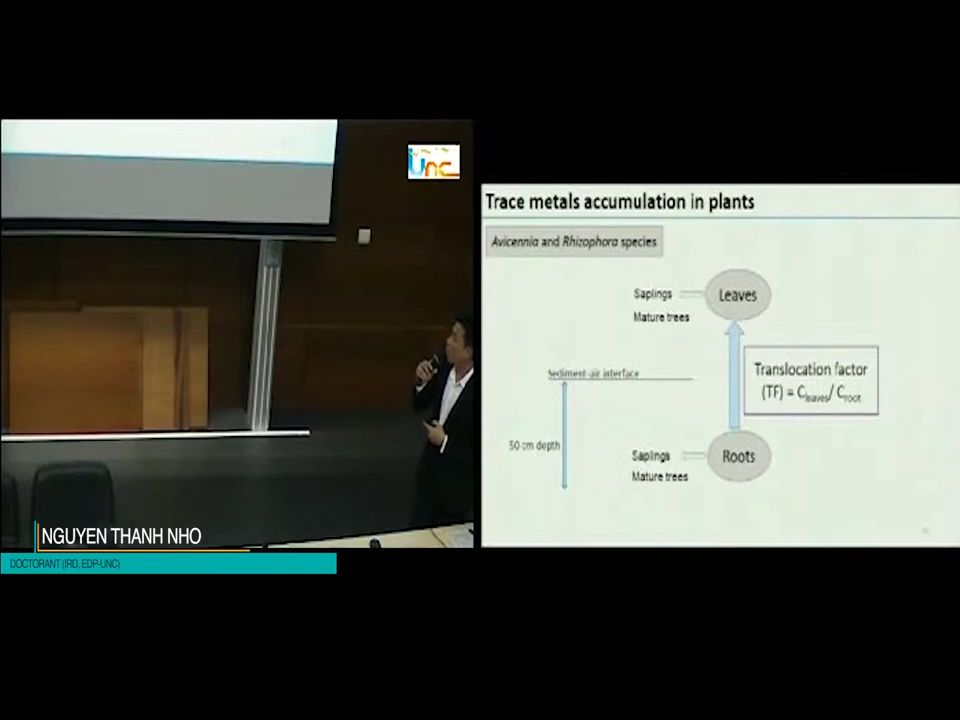 Unc
NGUYEN THANH NHO
DOCTORANT (IRD, EDP-UNC)
Trace metals accumulation in plants
Avicennia and Rhizophora species
Saplings
Mature trees
Leaves
Sediment-air interface
Translocation factor
(TF) = Cleaves/ Croot
50 cm depth
Saplings
Mature trees
Roots